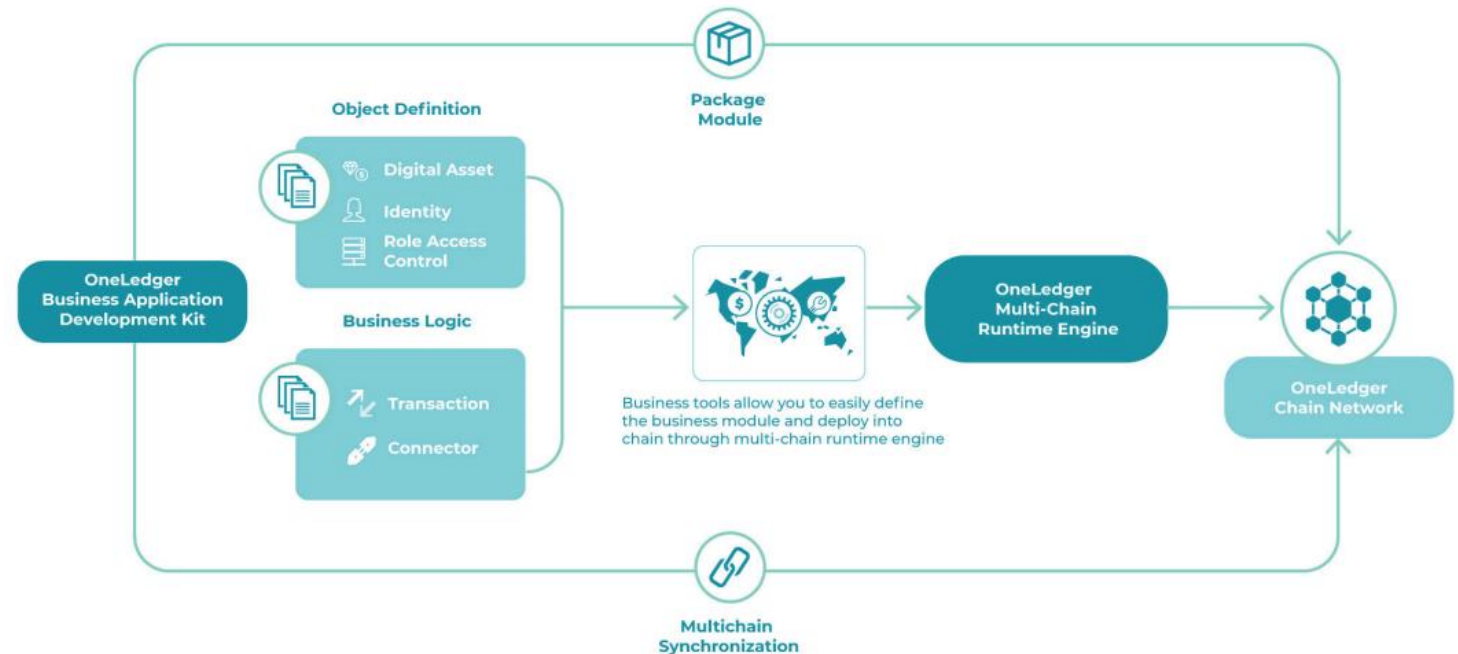 Package
Module
Object Definition
Digital Asset
Identity
Role Access
Control
OneLedger
Business Application
Development Kit
Business Logic
Transaction
Connector
$
Business tools allow you to easily define
the business module and deploy into
chain through multi-chain runtime engine
OneLedger
Multi-Chain
Runtime Engine
OneLedger
Chain Network
Multichain
Synchronization